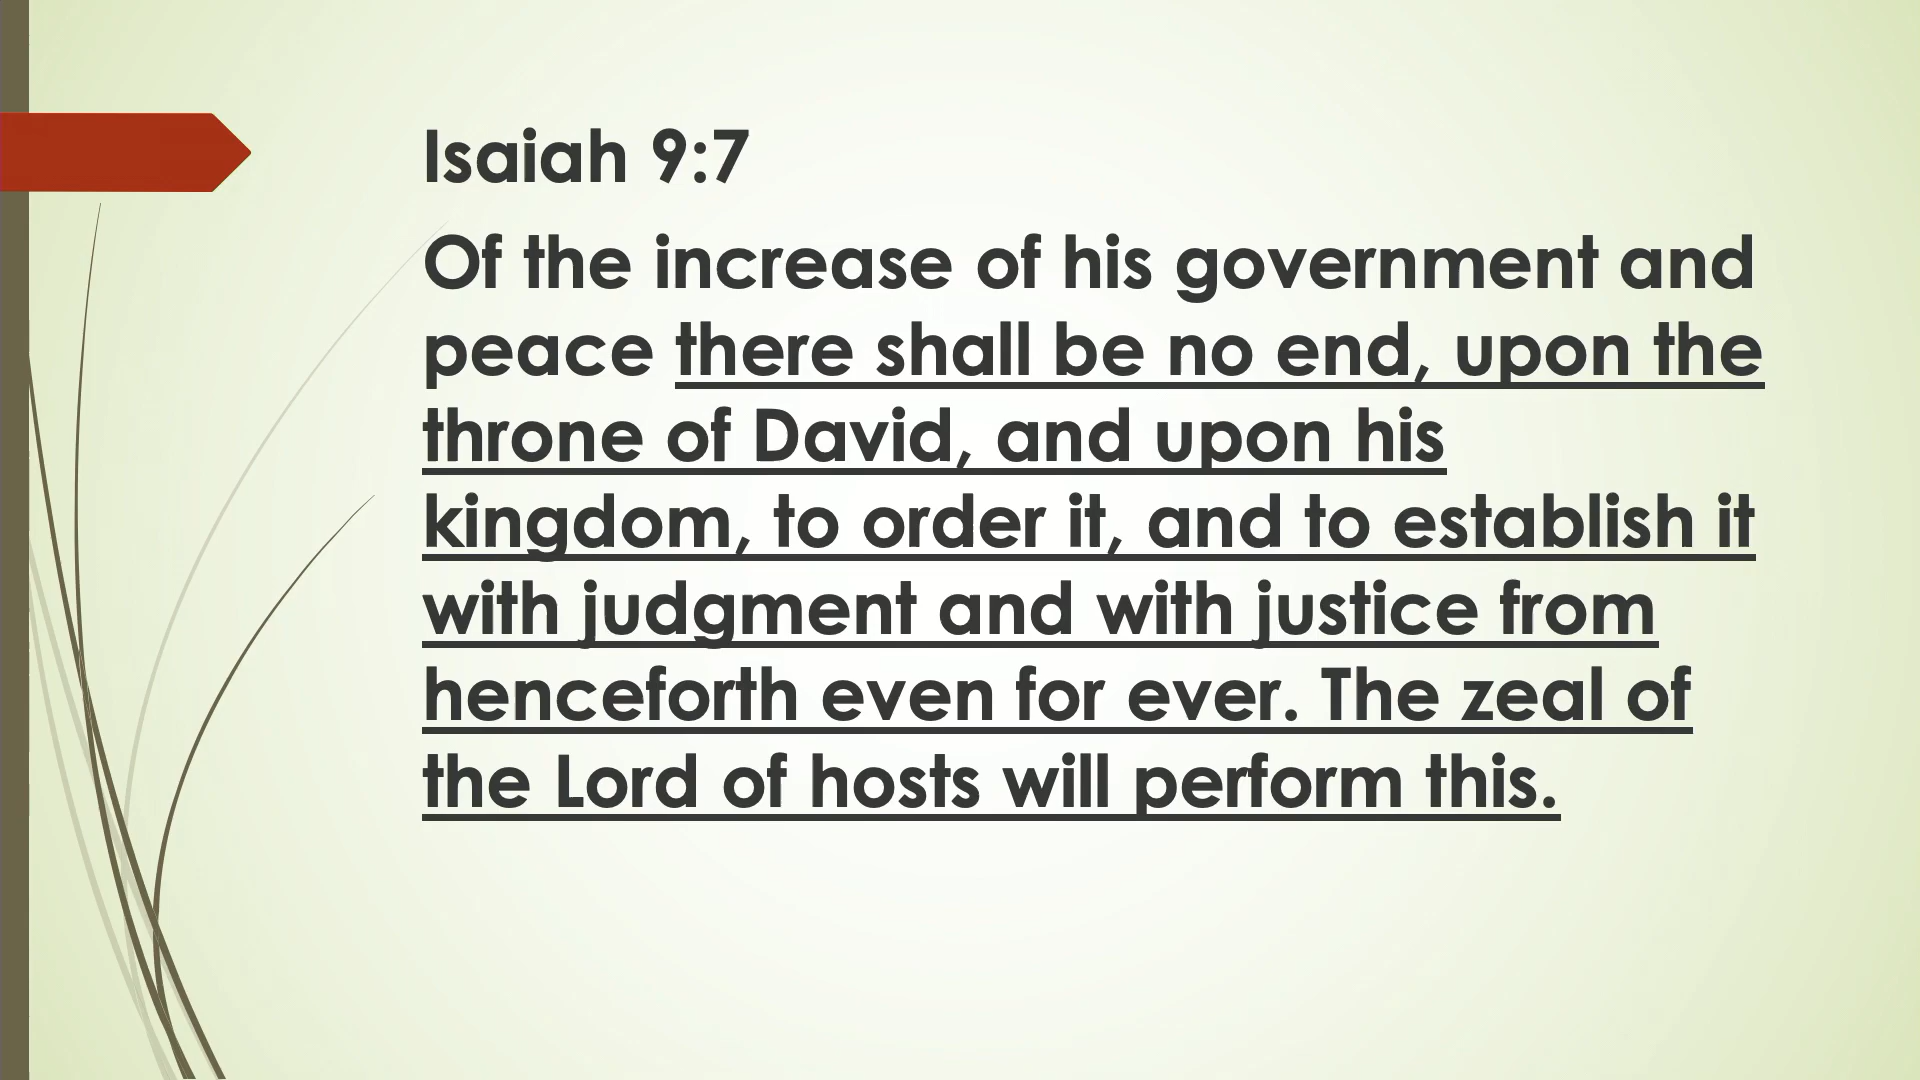 Isaiah 9:7
Of the increase of his government and
peace there shall be no end, upon the
throne of David, and upon his
kingdom, to order it, and to establish it
with judgment and with justice from
henceforth even for ever. The zeal of
the Lord of hosts will perform this.